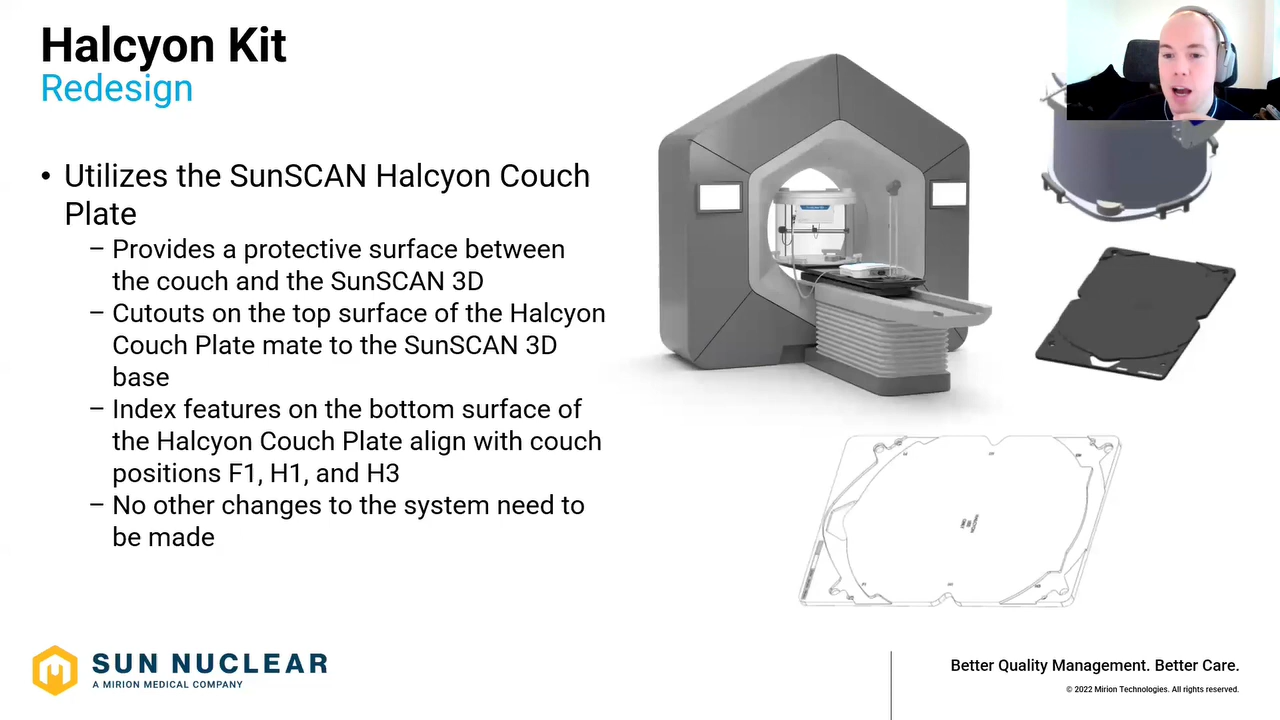 Halcyon Kit
Redesign
• Utilizes the SunSCAN Halcyon Couch
Plate
– Provides a protective surface between
the couch and the SunSCAN 3D
– Cutouts on the top surface of the Halcyon
Couch Plate mate to the SunSCAN 3D
base
– Index features on the bottom surface of
the Halcyon Couch Plate align with couch
positions F1, H1, and H3
– No other changes to the system need to
be made
SUN NUCLEAR
A MIRION MEDICAL COMPANY
Better Quality Management. Better Care.
© 2022 Mirion Technologies. All rights reserved.